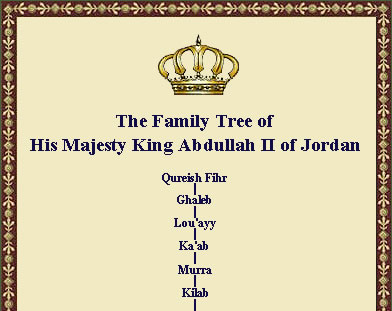 The Family Tree of
His Majesty King Abdullah II of Jordan
Qureish Fihr
Ghaleb
Lou'ayy
Ka'ab
Murra
Kilab